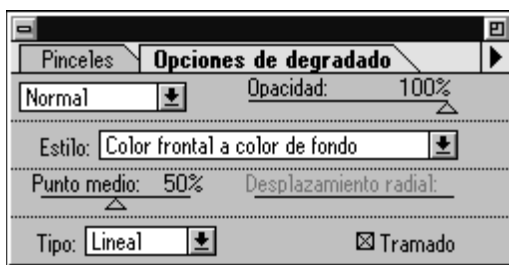 Pinceles Opciones de degradado
Normal Opacidad: 100%
Estilo: Color frontal a color de fondo
Punto medio: 50% Desplazamiento radial:
Tipo: Lineal Tramado